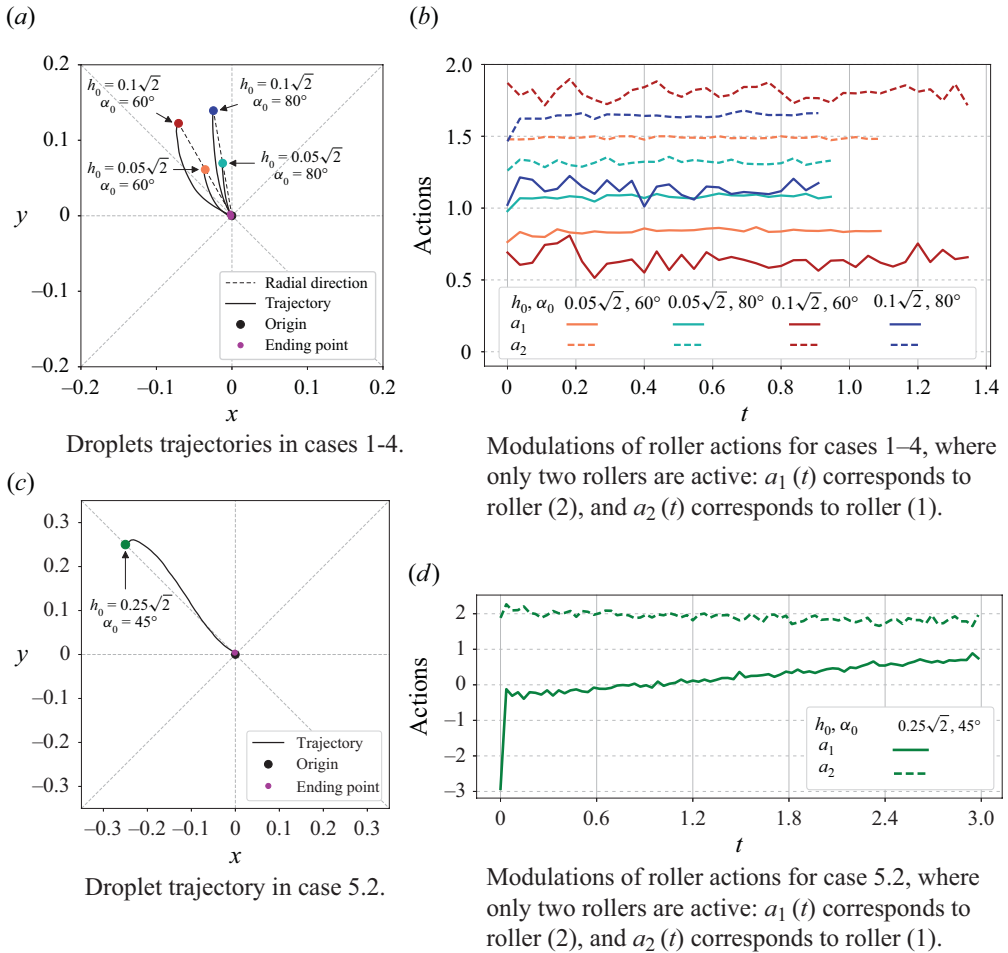 (a)
0.2
0.1
0
−0.1
−0.2
−0.2
−0.1
0
0.1
0.2
y
x
h0 = 0.1√2
α0 = 60°
h0 = 0.1√2
α0 = 80°
h0 = 0.05√2
α0 = 60°
h0 = 0.05√2
α0 = 80°
Radial direction
Trajectory
Origin
Ending point
Droplets trajectories in cases 1-4.
(b)
2.0
1.5
1.0
0.5
0
Actions
h0, α0 0.05√2, 60° 0.05√2, 80° 0.1√2, 60° 0.1√2, 80°
a1
a2
0 0.2 0.4 0.6 0.8 1.0 1.2 1.4
t
Modulations of roller actions for cases 1–4, where
only two rollers are active: a1 (t) corresponds to
roller (2), and a2 (t) corresponds to roller (1).
(c)
0.3
0.2
0.1
0
−0.1
−0.2
−0.3
y
h0 = 0.25√2
α0 = 45°
Trajectory
Origin
Ending point
−0.3 −0.2 −0.1 0 0.1 0.2 0.3
x
Droplet trajectory in case 5.2.
(d)
2
1
0
−1
−2
−3
Actions
h0, α0 0.25√2, 45°
a1
a2
0 0.6 1.2 1.8 2.4 3.0
t
Modulations of roller actions for case 5.2, where
only two rollers are active: a1 (t) corresponds to
roller (2), and a2 (t) corresponds to roller (1).